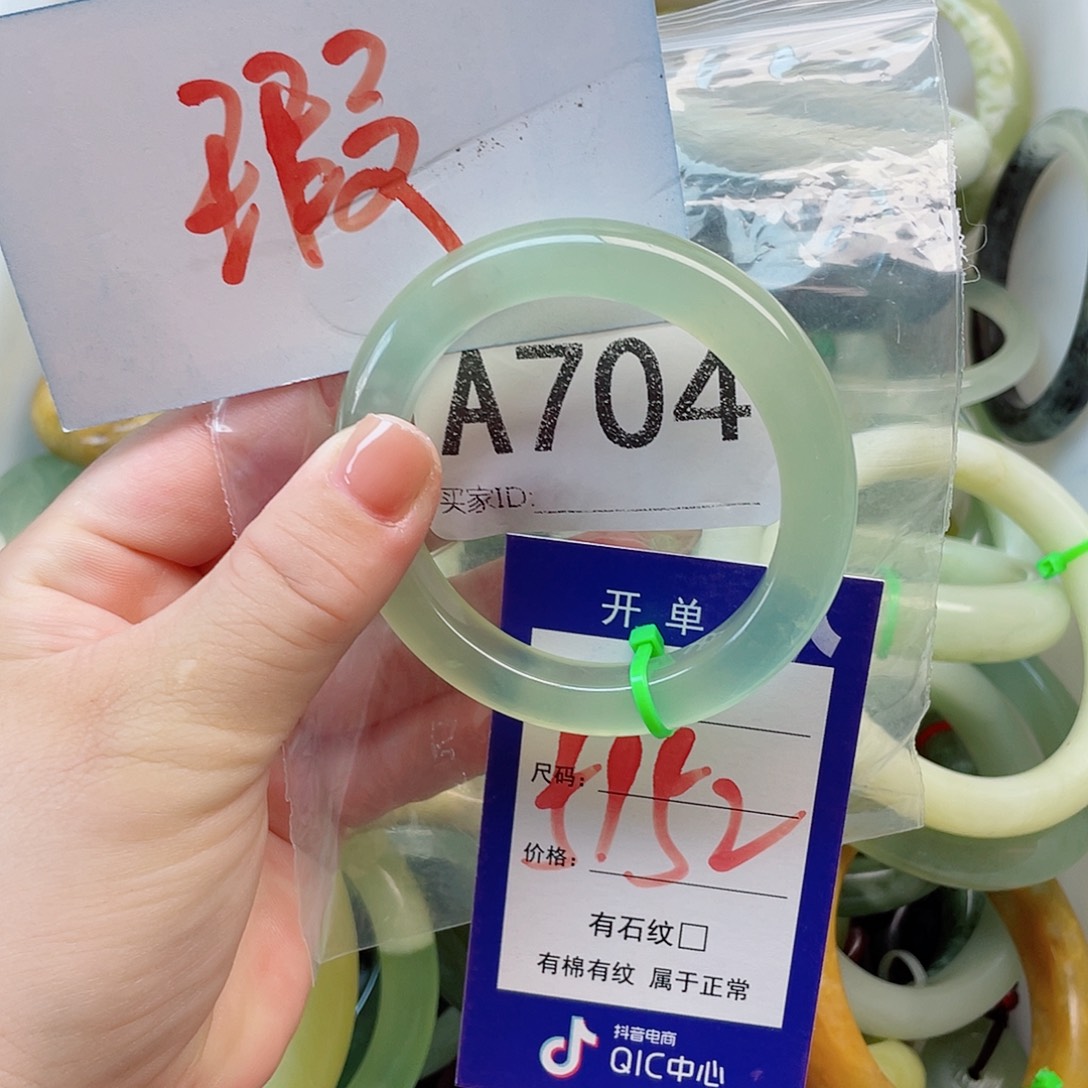 瑕
A704
买家ID:
开单
尺码:
价格:
152
有石纹□
有棉有纹 属于正常
抖音电商
QIC中心